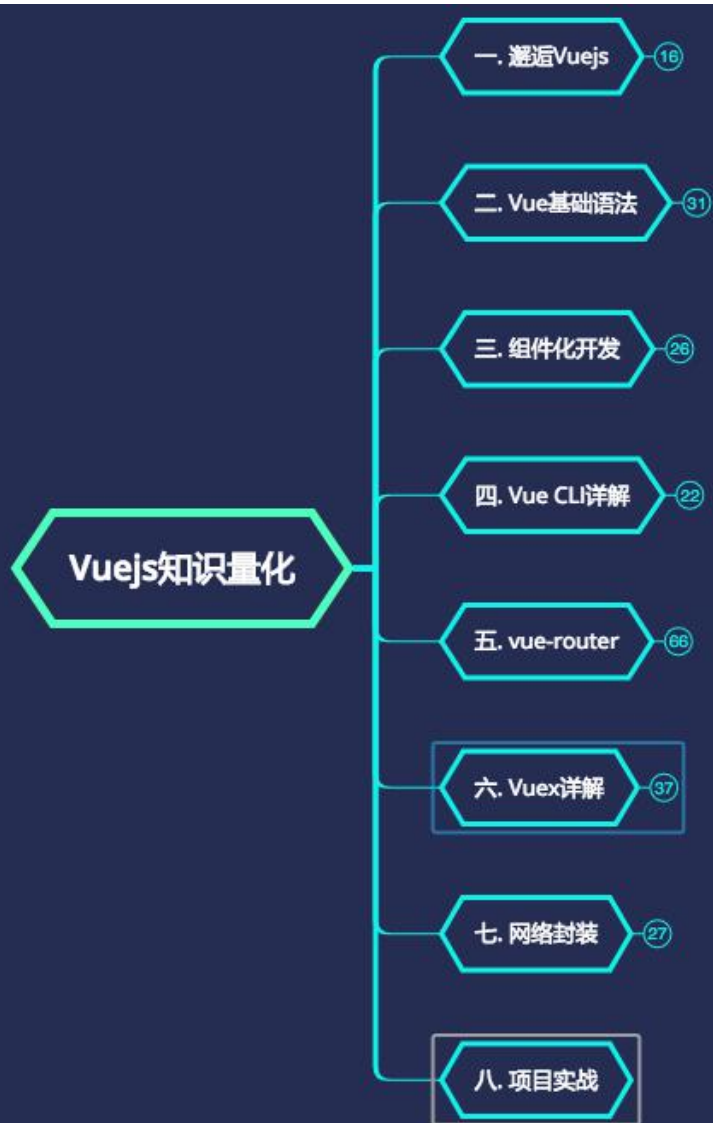 一. 邂逅Vuejs
16
二. Vue基础语法
31
三. 组件化开发
26
四. Vue CLI详解
22
Vuejs知识量化
五. vue-router
66
六. Vuex详解
37
七. 网络封装
27
八. 项目实战